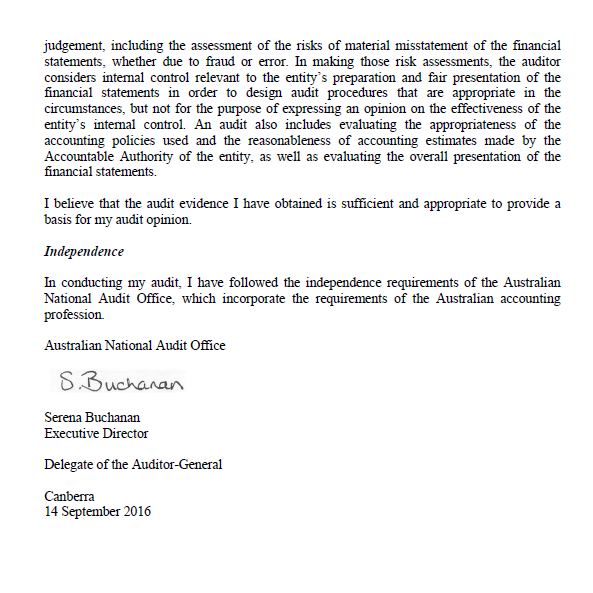 judgement, including the assessment of the risks of material misstatement of the financial
statements, whether due to fraud or error. In making those risk assessments, the auditor
considers internal control relevant to the entity's preparation and fair presentation of the
financial statements in order to design audit procedures that are appropriate in the
circumstances, but not for the purpose of expressing an opinion on the effectiveness of the
entity's internal control. An audit also includes evaluating the appropriateness of the
accounting policies used and the reasonableness of accounting estimates made by the
Accountable Authority of the entity, as well as evaluating the overall presentation of the
financial statements.
I believe that the audit evidence I have obtained is sufficient and appropriate to provide a
basis for my audit opinion.
Independence
In conducting my audit, I have followed the independence requirements of the Australian
National Audit Office, which incorporate the requirements of the Australian accounting
profession.
Australian National Audit Office
S.Buchanan
Serena Buchanan
Executive Director
Delegate of the Auditor-General
Canberra
14 September 2016